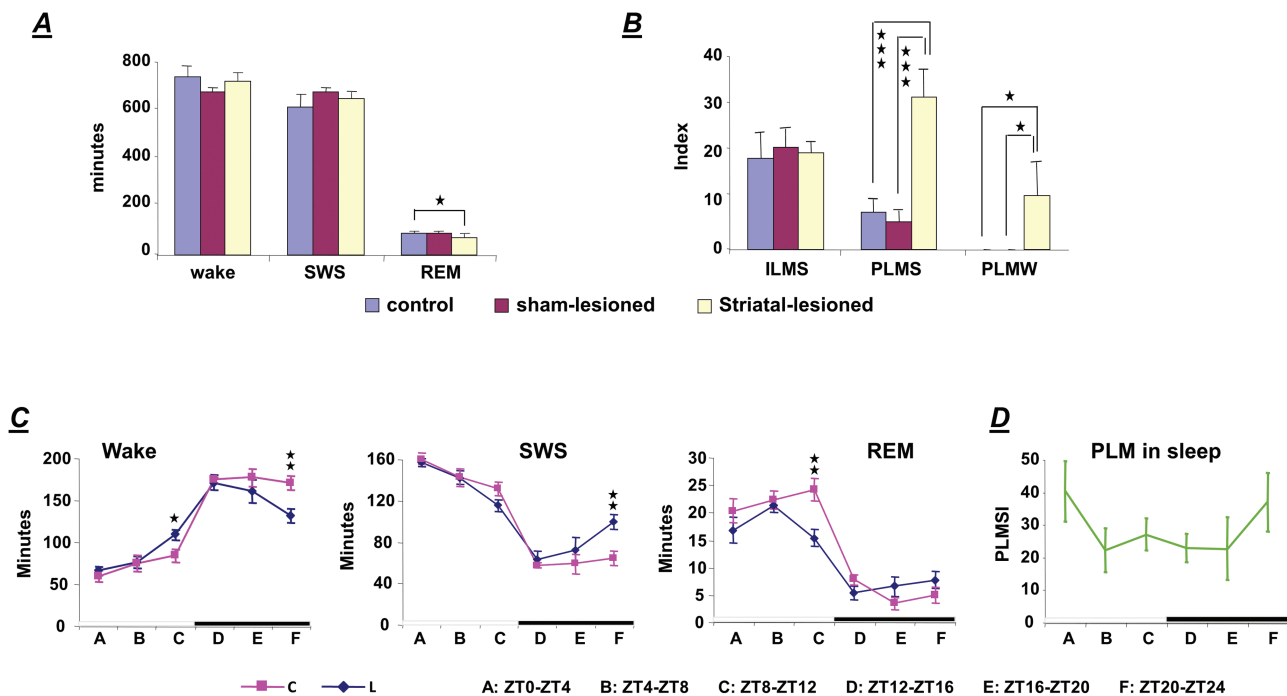 A
B
minutes
800
600
400
200
0
wake SWS REM
Index
40
30
20
10
0
ILMS PLMS PLMW
control sham-lesioned Striatal-lesioned
C
D
Wake
Minutes
200
150
100
50
0
A B C D E F
SWS
Minutes
160
120
80
40
0
A B C D E F
REM
Minutes
30
25
20
15
10
5
0
A B C D E F
PLM in sleep
PLMSI
50
40
30
20
10
0
A B C D E F
C L A: ZT0-ZT4 B: ZT4-ZT8 C: ZT8-ZT12 D: ZT12-ZT16 E: ZT16-ZT20 F: ZT20-ZT24